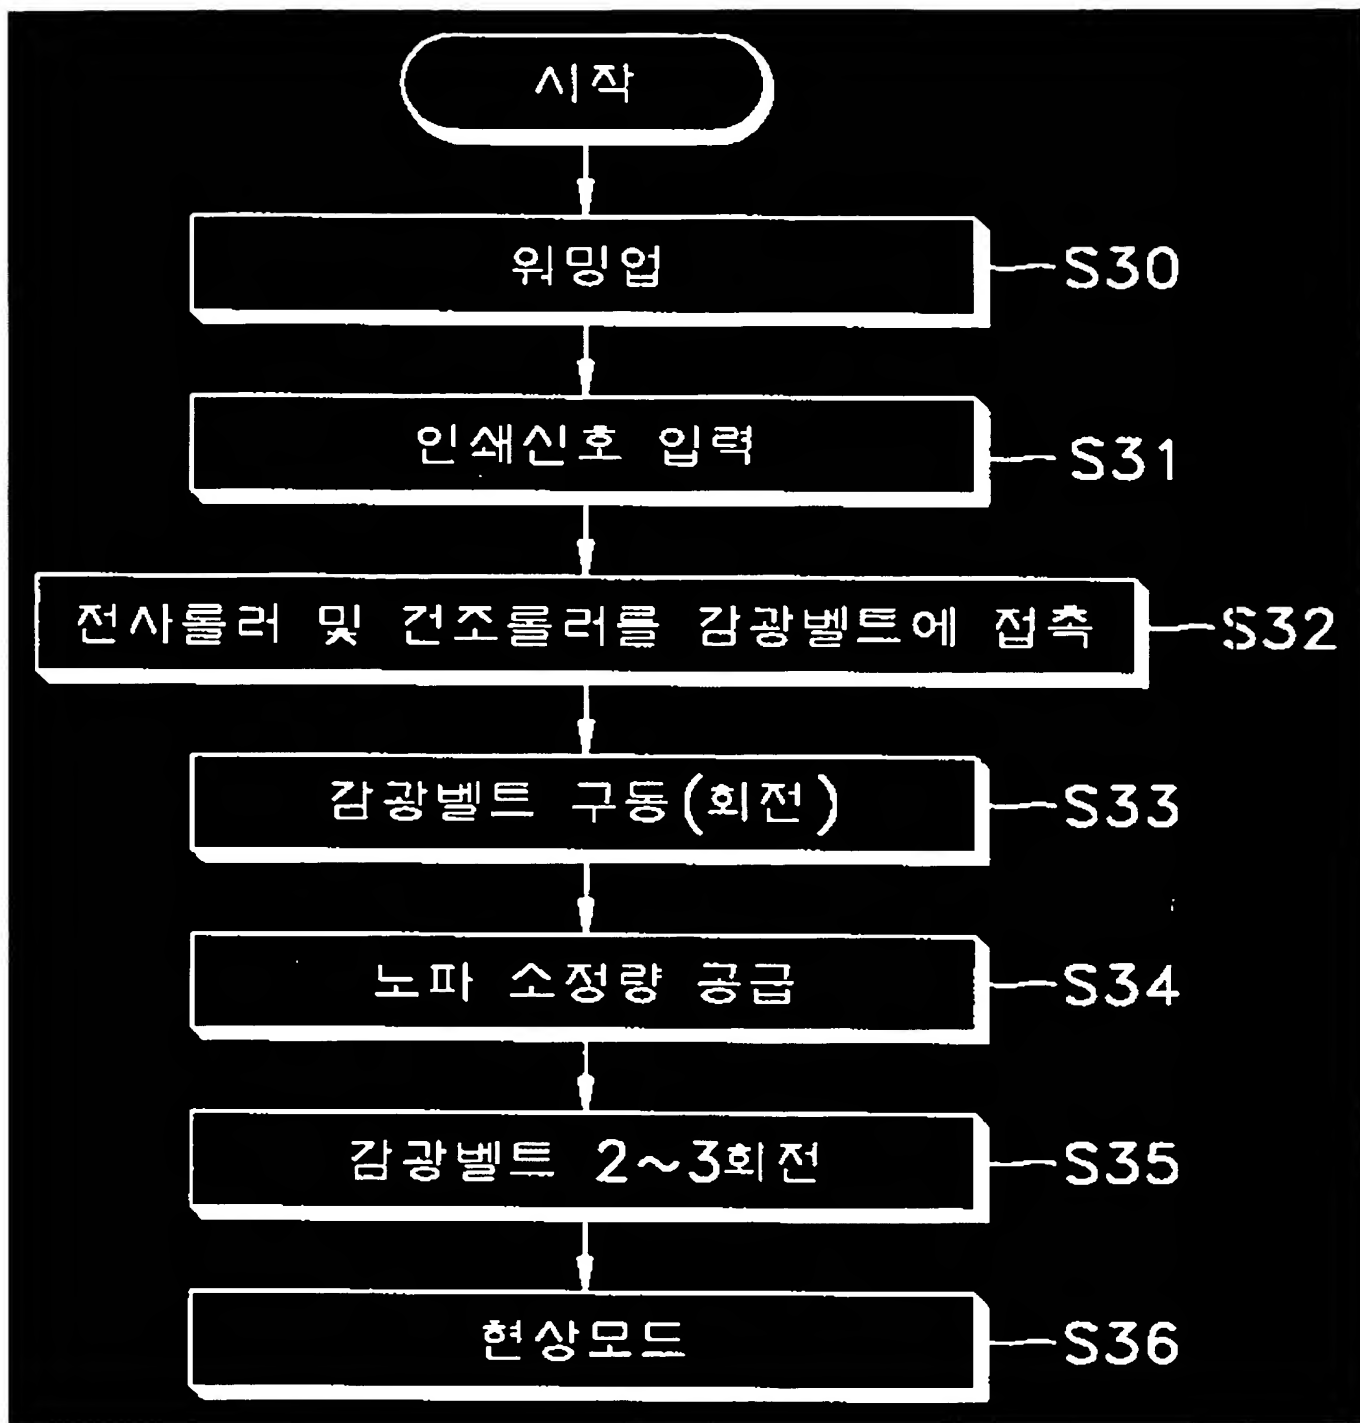 시작
워밍업 S30
인쇄신호 입력 S31
전사롤러 및 건조롤러를 감광벨트에 접촉 S32
감광벨트 구동(회전) S33
노파 소정량 공급 S34
감광벨트 2~3회전 S35
현상모드 S36